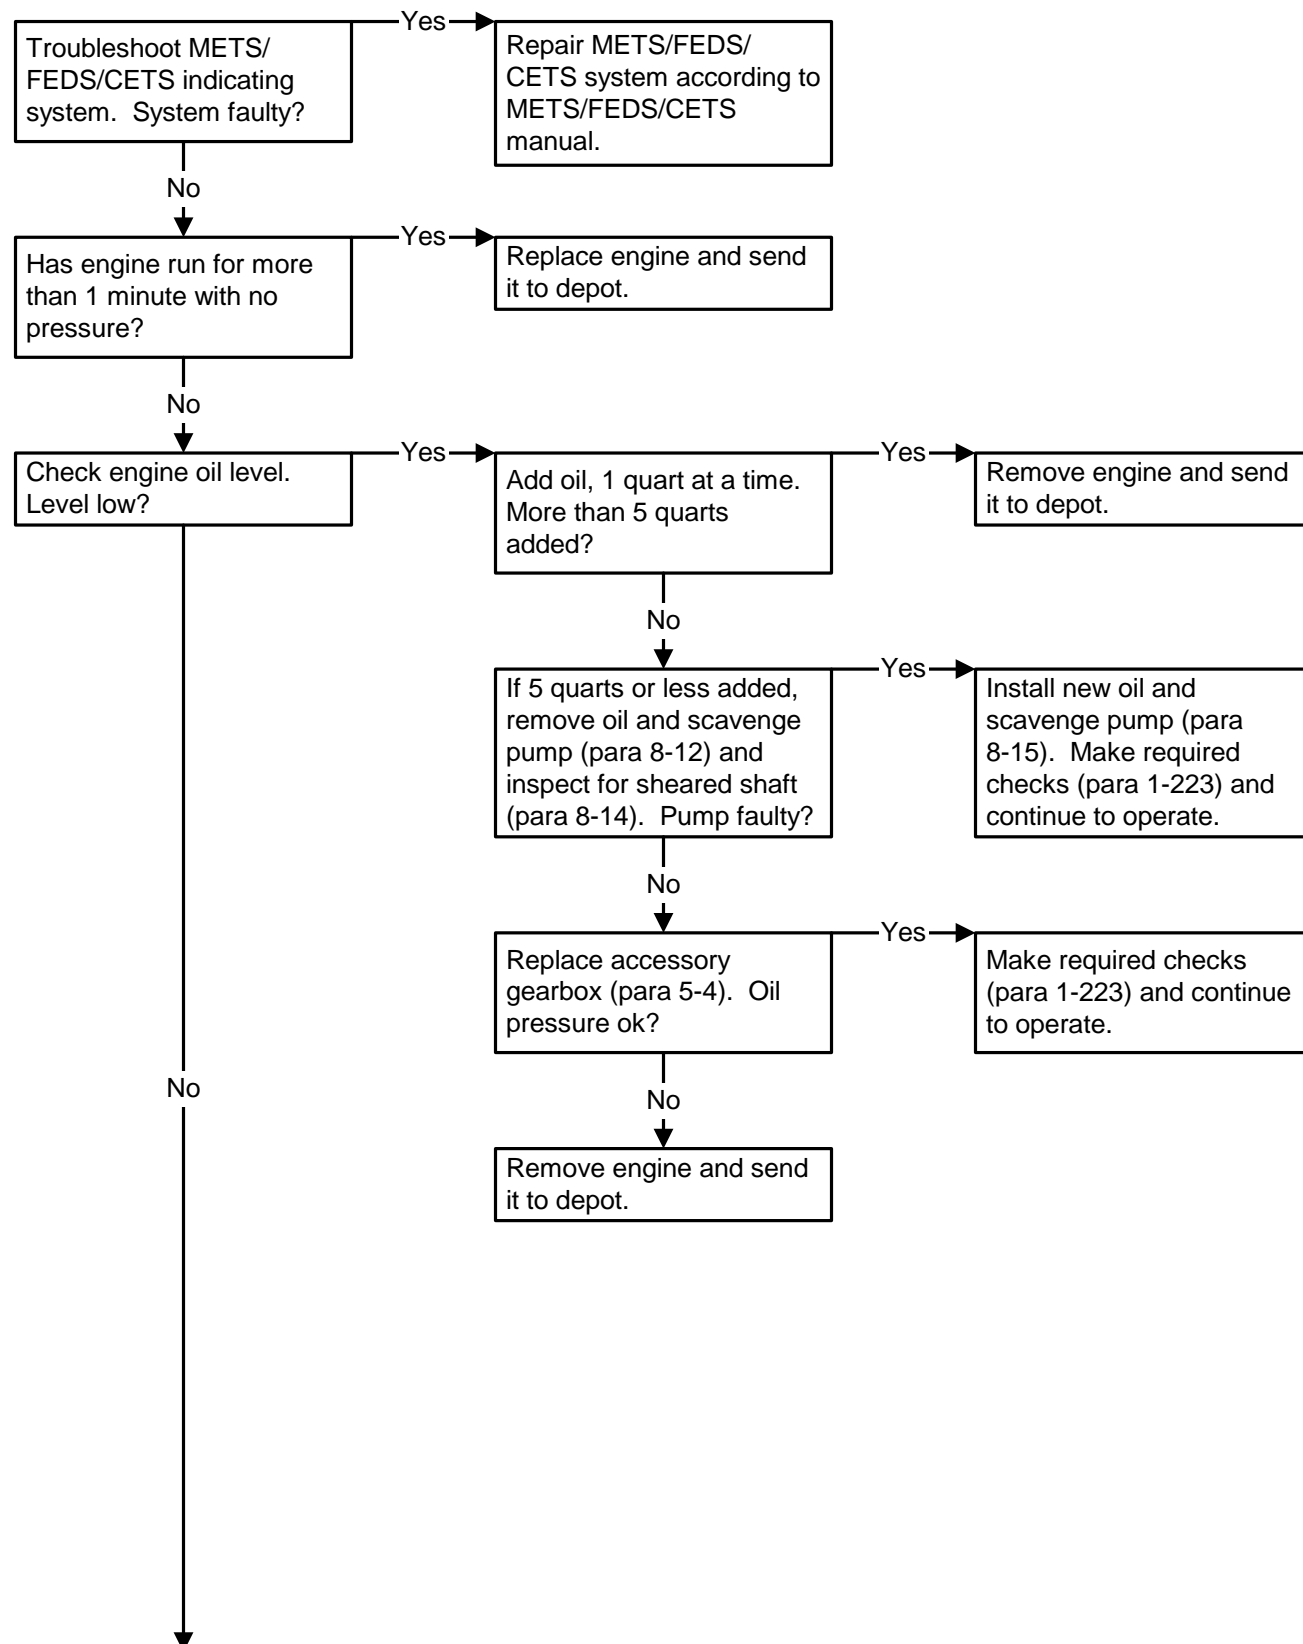 Troubleshoot METS/
FEDS/CETS indicating
system.  System faulty?
Yes
Repair METS/FEDS/
CETS system according to
METS/FEDS/CETS
manual.
No
Has engine run for more
than 1 minute with no
pressure?
Yes
Replace engine and send
it to depot.
No
Check engine oil level.
Level low?
Yes
Add oil, 1 quart at a time.
More than 5 quarts
added?
Yes
Remove engine and send
it to depot.
No
If 5 quarts or less added,
remove oil and scavenge
pump (para 8-12) and
inspect for sheared shaft
(para 8-14).  Pump faulty?
Yes
Install new oil and
scavenge pump (para
8-15).  Make required
checks (para 1-223) and
continue to operate.
No
Replace accessory
gearbox (para 5-4).  Oil
pressure ok?
Yes
Make required checks
(para 1-223) and continue
to operate.
No
No
Remove engine and send
it to depot.